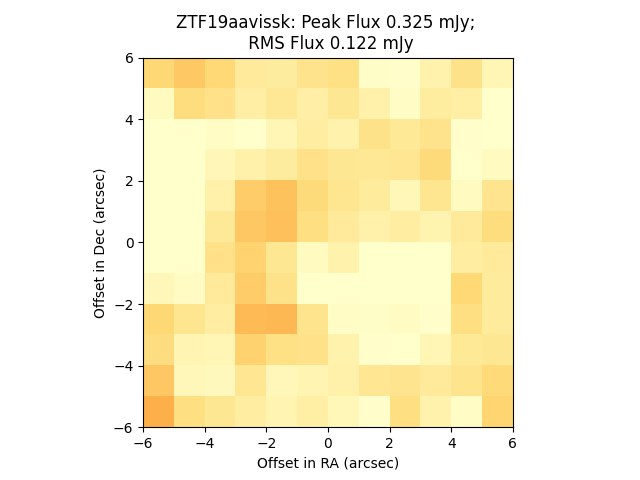 ZTF19aavissk: Peak Flux 0.325 mJy;
RMS Flux 0.122 mJy
6
4
2
0
−2
−4
−6
Offset in Dec (arcsec)
−6 −4 −2 0 2 4 6
Offset in RA (arcsec)